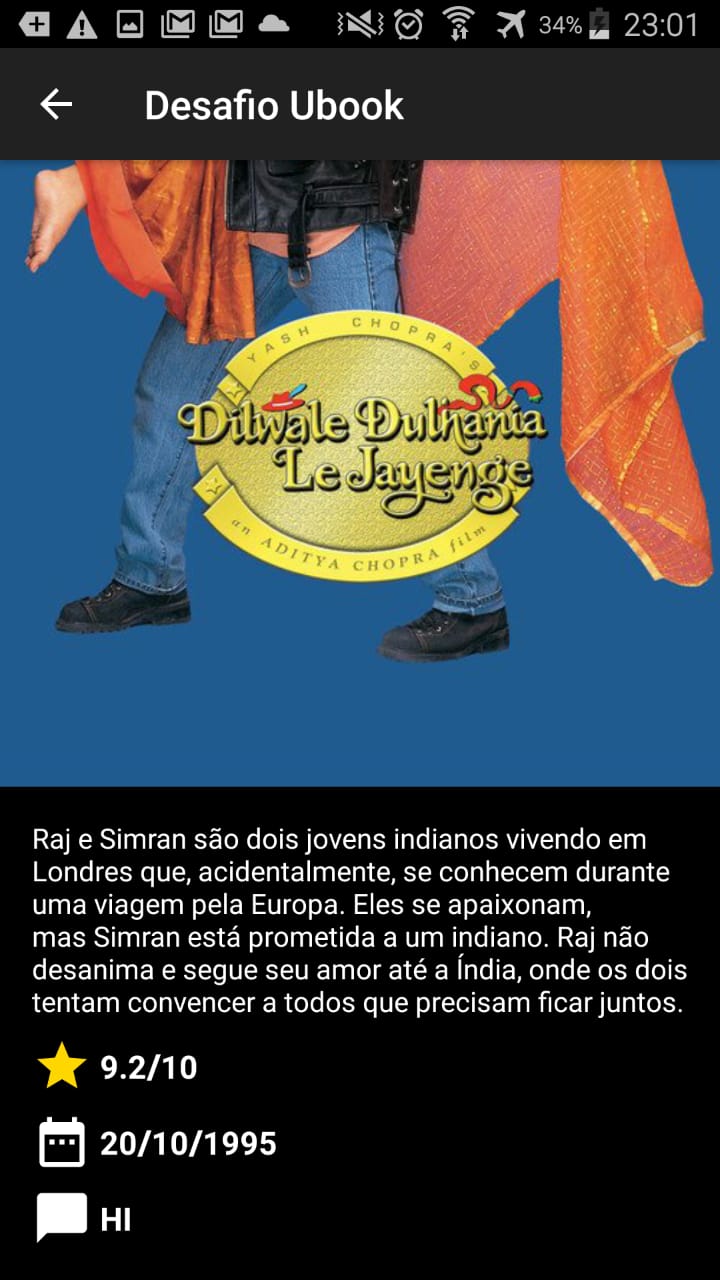 34% 23:01
Desafio Ubook
YASH CHOPRA'S
Dilwale Dulhania
Le Jayenge
an ADITYA CHOPRA film
Raj e Simran são dois jovens indianos vivendo em
Londres que, acidentalmente, se conhecem durante
uma viagem pela Europa. Eles se apaixonam,
mas Simran está prometida a um indiano. Raj não
desanima e segue seu amor até a Índia, onde os dois
tentam convencer a todos que precisam ficar juntos.
9.2/10
20/10/1995
HI